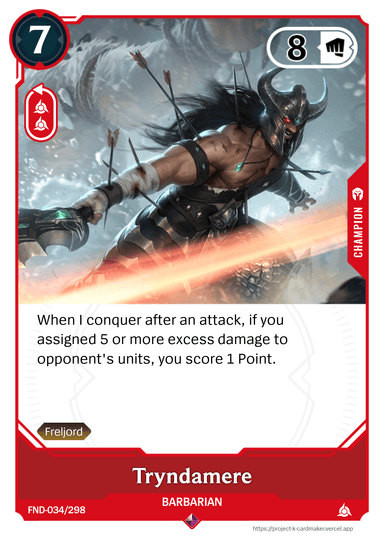 7
8
CHAMPION
When I conquer after an attack, if you
assigned 5 or more excess damage to
opponent's units, you score 1 Point.
Freljord
Tryndamere
BARBARIAN
FND-034/298
https://project-k-cardmaker.vercel.app